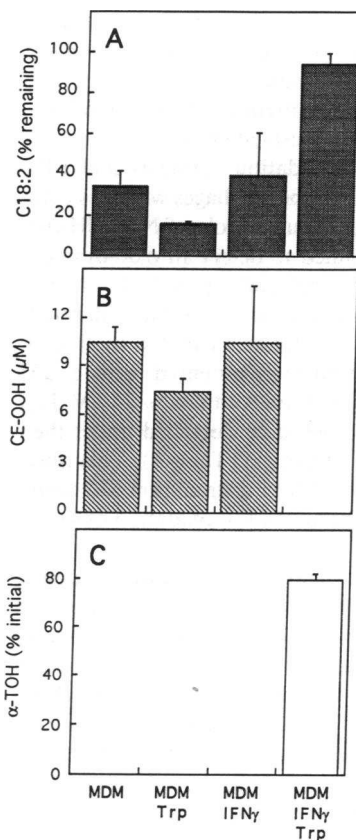 A
C18:2 (% remaining)
100
80
60
40
20
0
B
CE-OOH (µM)
12
9
6
3
0
C
α-TOH (% initial)
80
60
40
20
0
MDM
MDM
Trp
MDM
IFNγ
MDM
IFNγ
Trp